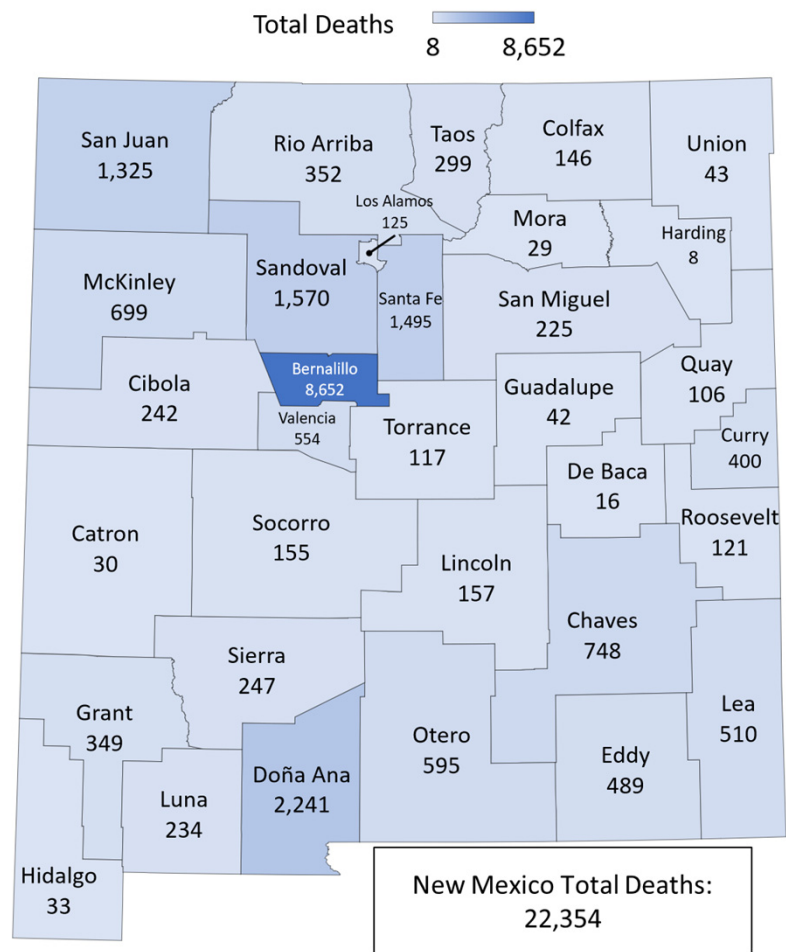 Total Deaths
8
8,652
San Juan
1,325
Rio Arriba
352
Taos
299
Colfax
146
Union
43
Los Alamos
125
Mora
29
Harding
8
McKinley
699
Sandoval
1,570
Santa Fe
1,495
San Miguel
225
Cibola
242
Bernalillo
8,652
Valencia
554
Torrance
117
Guadalupe
42
Quay
106
Curry
400
De Baca
16
Roosevelt
121
Catron
30
Socorro
155
Lincoln
157
Chaves
748
Sierra
247
Grant
349
Otero
595
Lea
510
Eddy
489
Doña Ana
2,241
Luna
234
Hidalgo
33
New Mexico Total Deaths:
22,354